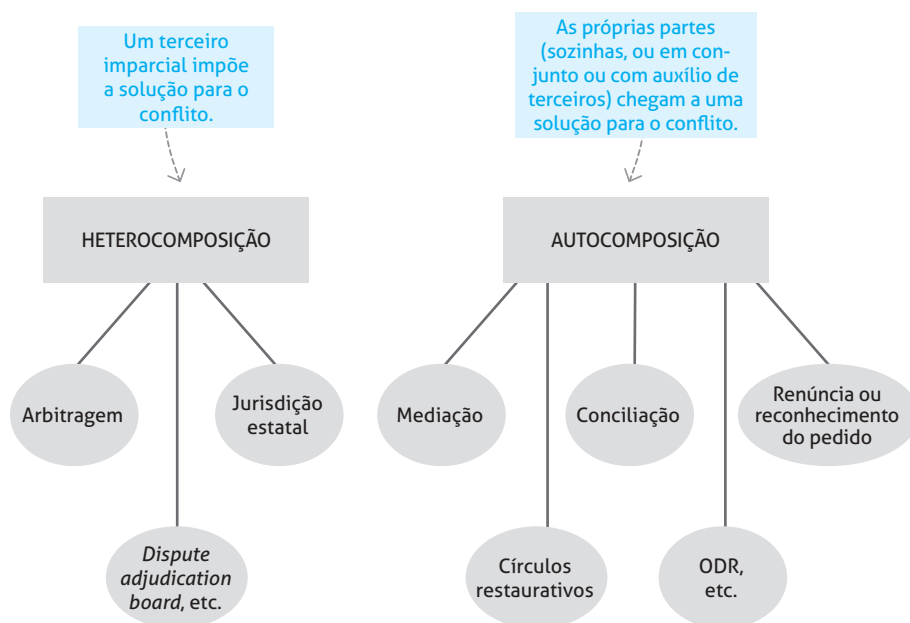 Um terceiro
imparcial impõe
a solução para o
conflito.
As próprias partes
(sozinhas, ou em con-
junto ou com auxílio de
terceiros) chegam a uma
solução para o conflito.
HETEROCOMPOSIÇÃO
AUTOCOMPOSIÇÃO
Arbitragem
Jurisdição
estatal
Mediação
Conciliação
Renúncia ou
reconhecimento
do pedido
Dispute
adjudication
board, etc.
Círculos
restaurativos
ODR,
etc.